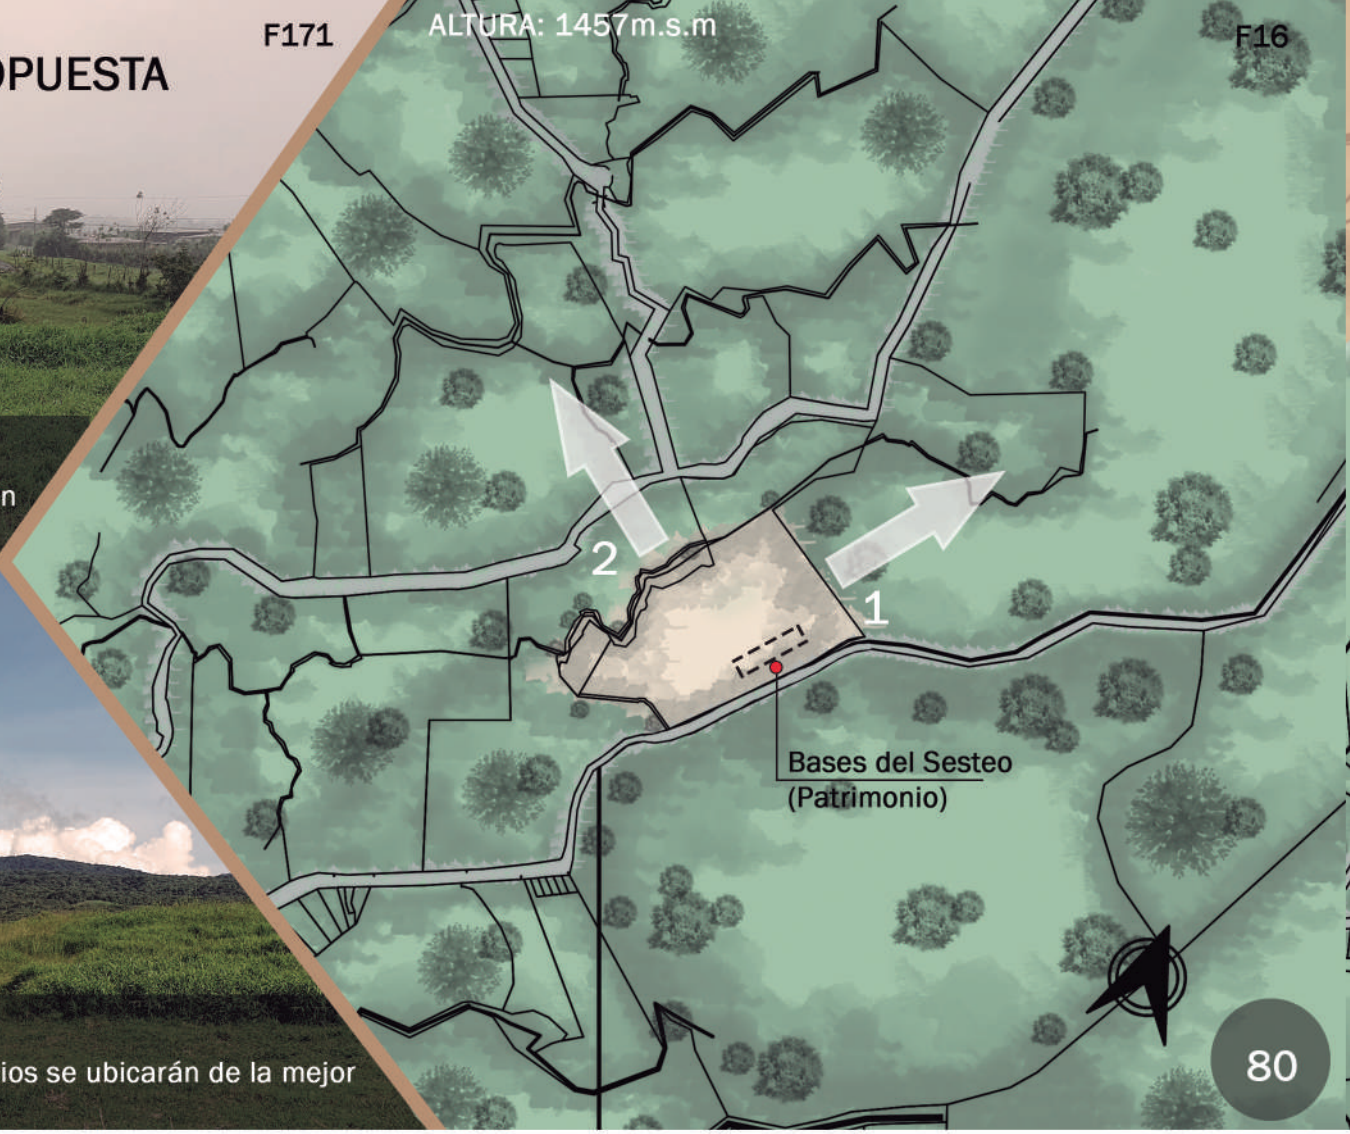 F171
ALTURA: 1457m.s.m
F16
OPUESTA
n
2
1
Bases del Sesteo
(Patrimonio)
ios se ubicarán de la mejor
80